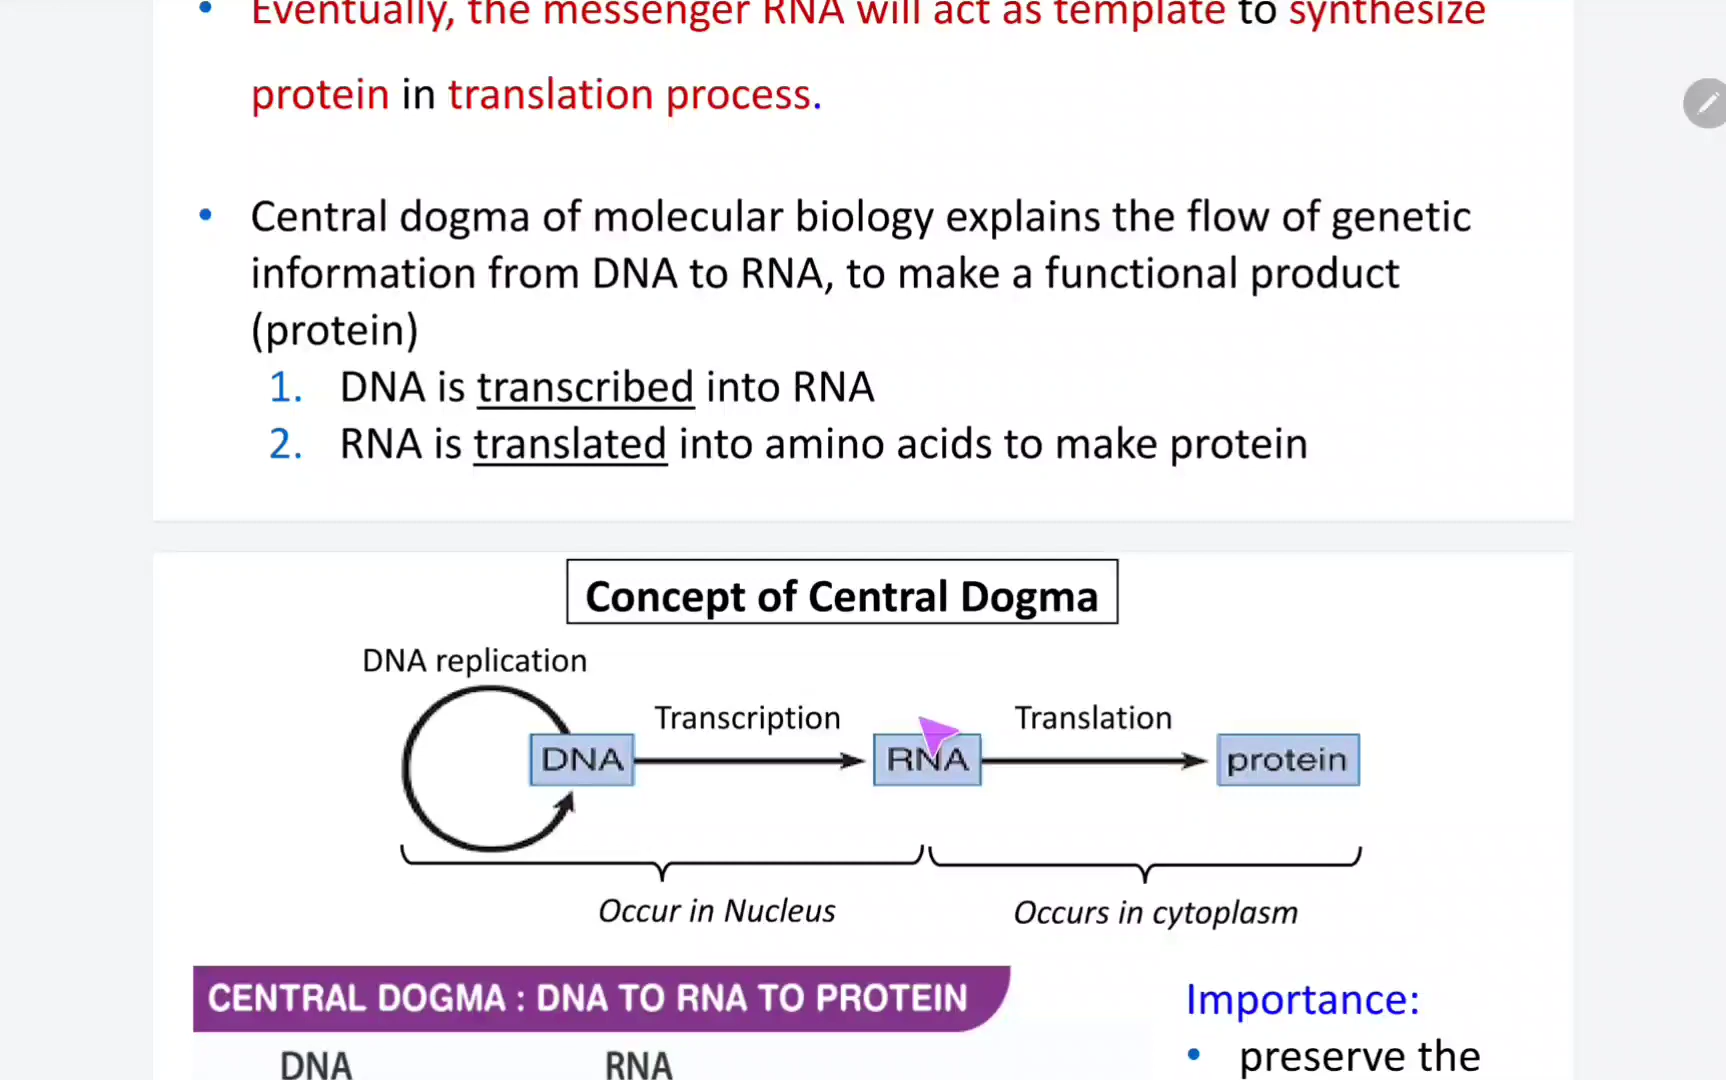 • Eventually, the messenger RNA will act as template to synthesize
protein in translation process.
• Central dogma of molecular biology explains the flow of genetic
information from DNA to RNA, to make a functional product
(protein)
1. DNA is transcribed into RNA
2. RNA is translated into amino acids to make protein
Concept of Central Dogma
DNA replication
Transcription
Translation
DNA
RNA
protein
Occur in Nucleus
Occurs in cytoplasm
CENTRAL DOGMA : DNA TO RNA TO PROTEIN
DNA
RNA
Importance:
• preserve the